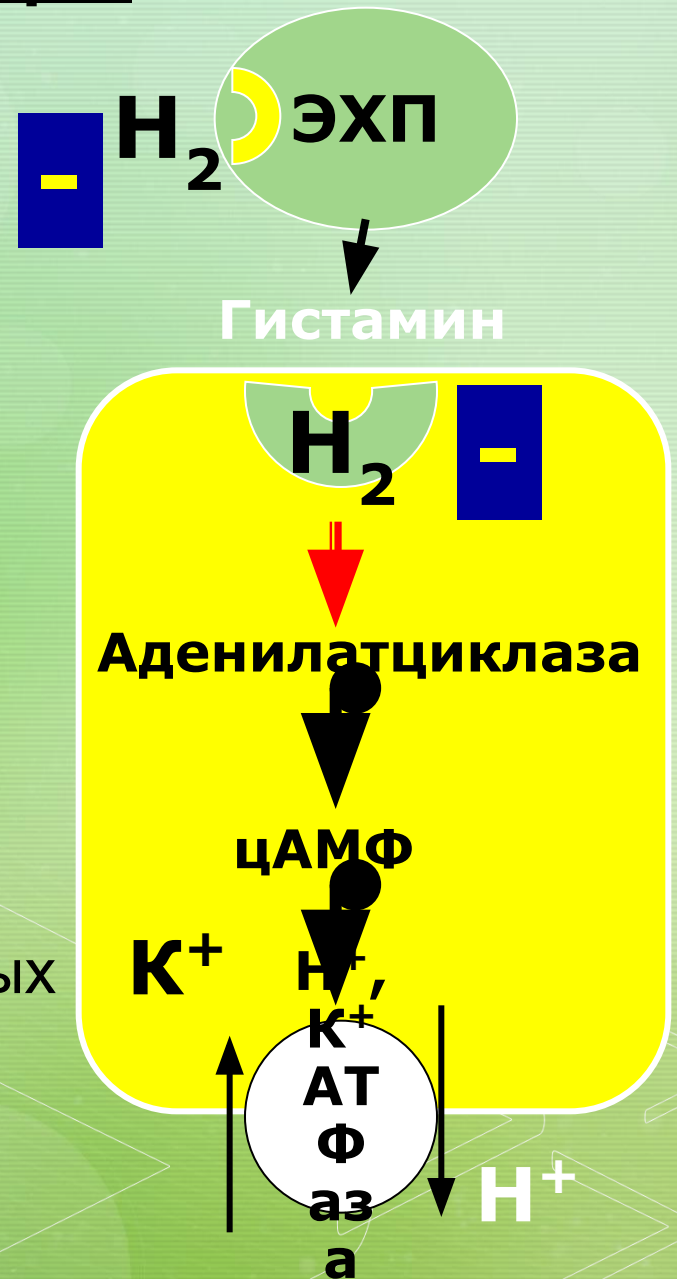 H2 ЭХП
-
Гистамин
H2
-
Аденилатциклаза
цАМФ
ых
К+
Н+,
К+
АТ
Ф
аз
а
Н+